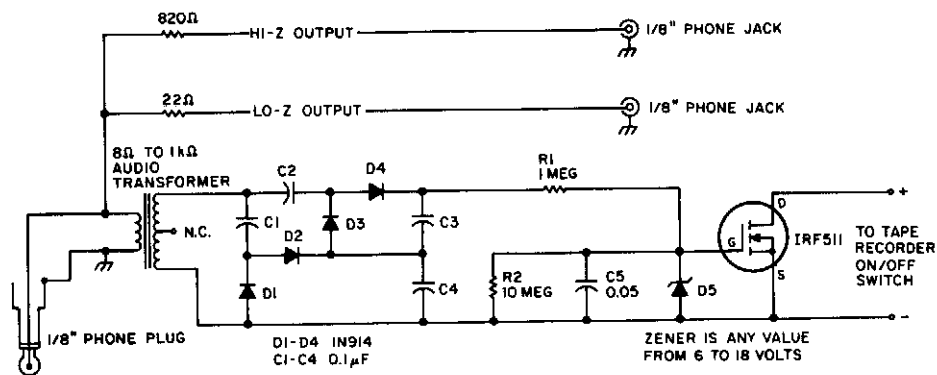 820Ω
HI-Z OUTPUT
1/8" PHONE JACK
22Ω
LO-Z OUTPUT
1/8" PHONE JACK
8Ω TO 1kΩ
AUDIO
TRANSFORMER
N.C.
C1
C2
D4
D3
D2
D1
C3
C4
R1
1 MEG
R2
10 MEG
C5
0.05
D5
G
D
S
IRF511
+
TO TAPE
RECORDER
ON/OFF
SWITCH
-
1/8" PHONE PLUG
D1-D4 1N914
C1-C4 0.1µF
ZENER IS ANY VALUE
FROM 6 TO 18 VOLTS